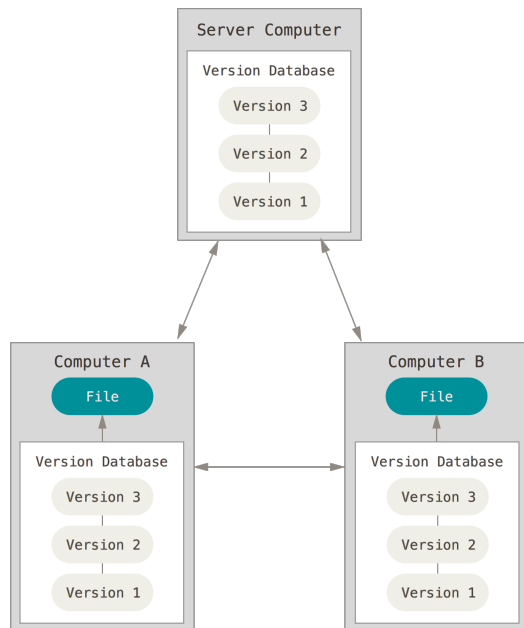 Server Computer
Version Database
Version 3
Version 2
Version 1
Computer A
File
Version Database
Version 3
Version 2
Version 1
Computer B
File
Version Database
Version 3
Version 2
Version 1